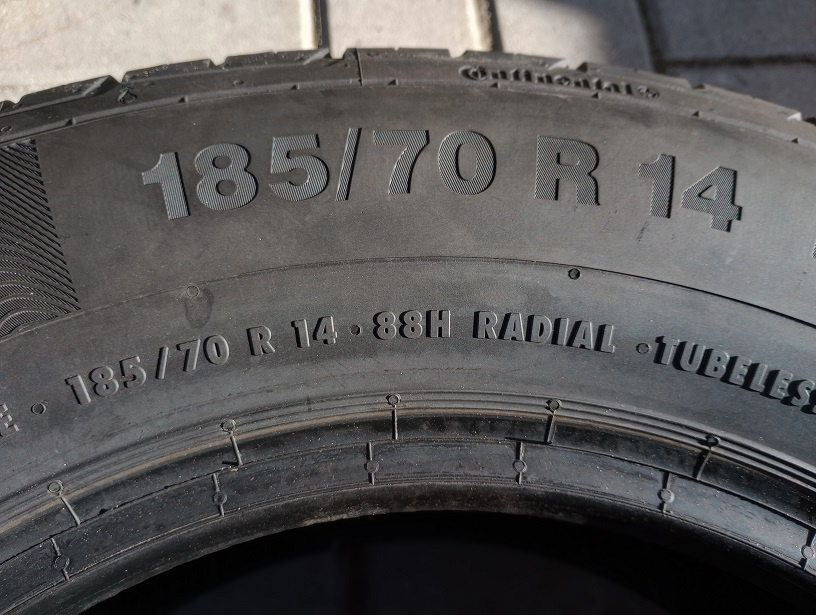 Continental
185/70 R 14
185/70 R 14 · 88H RADIAL · TUBELESS